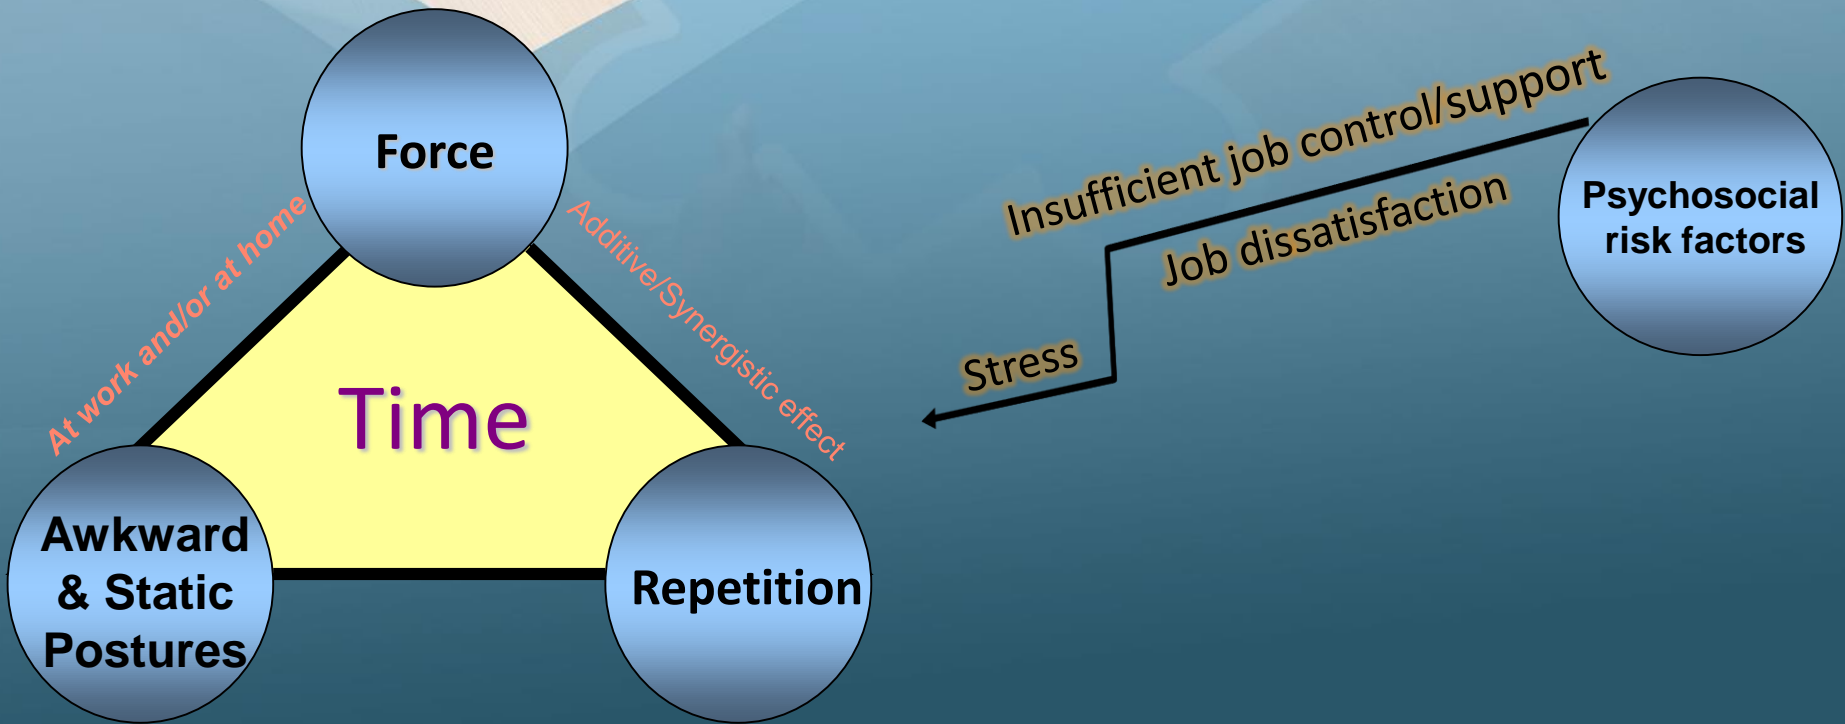 Force
At work and/or at home
Additive/Synergistic effect
Time
Awkward
& Static
Postures
Repetition
Insufficient job control/support
Job dissatisfaction
Stress
Psychosocial
risk factors